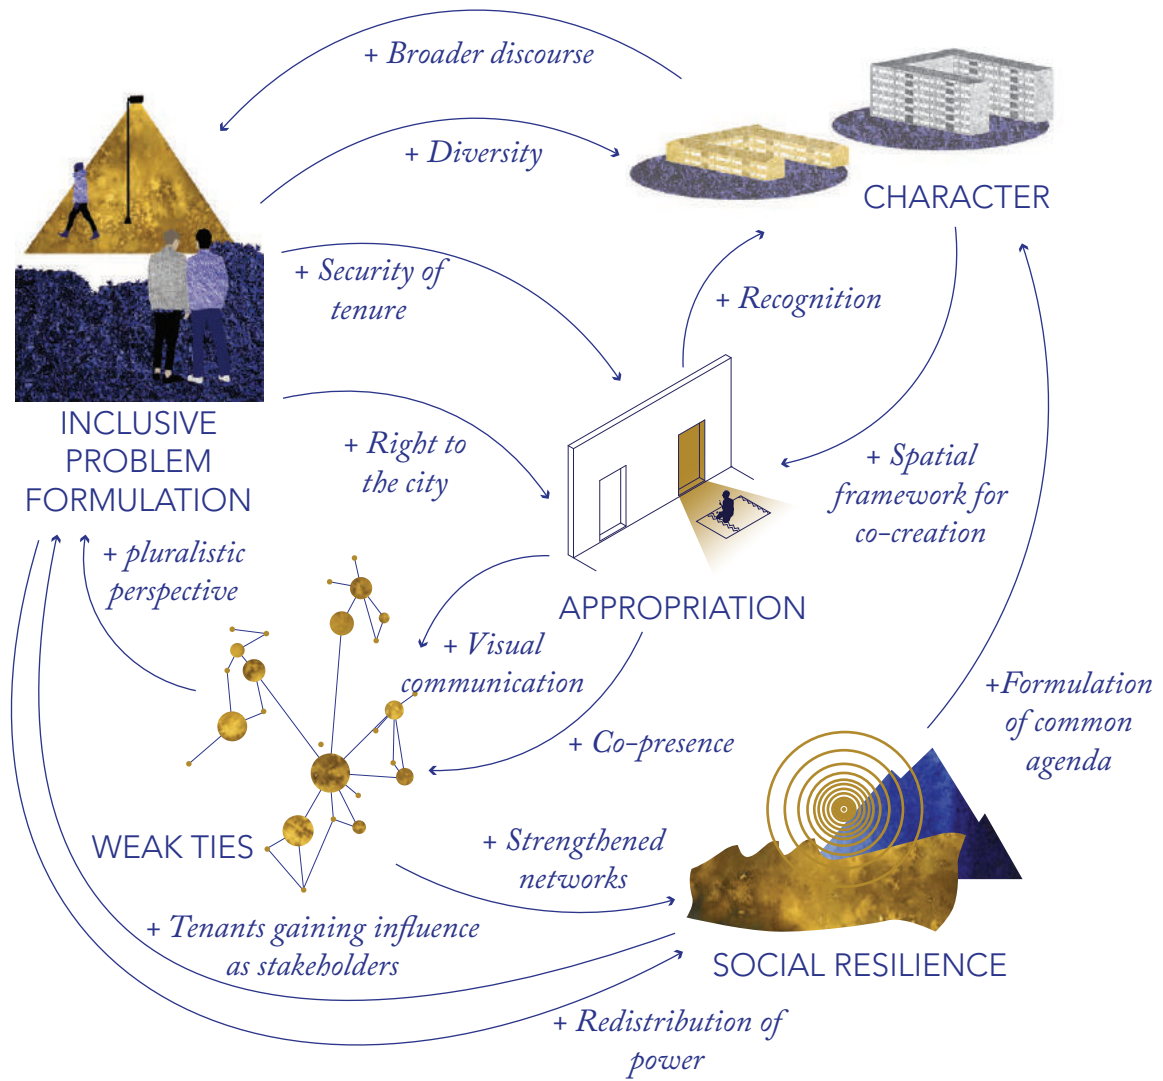 + Broader discourse
+ Diversity
CHARACTER
+ Security of
tenure
+ Recognition
INCLUSIVE
PROBLEM
FORMULATION
+ Right to
the city
+ Spatial
framework for
co-creation
+ pluralistic
perspective
APPROPRIATION
+ Visual
communication
+Formulation
of common
agenda
+ Co-presence
WEAK TIES
+ Strengthened
networks
+ Tenants gaining influence
as stakeholders
SOCIAL RESILIENCE
+ Redistribution of
power